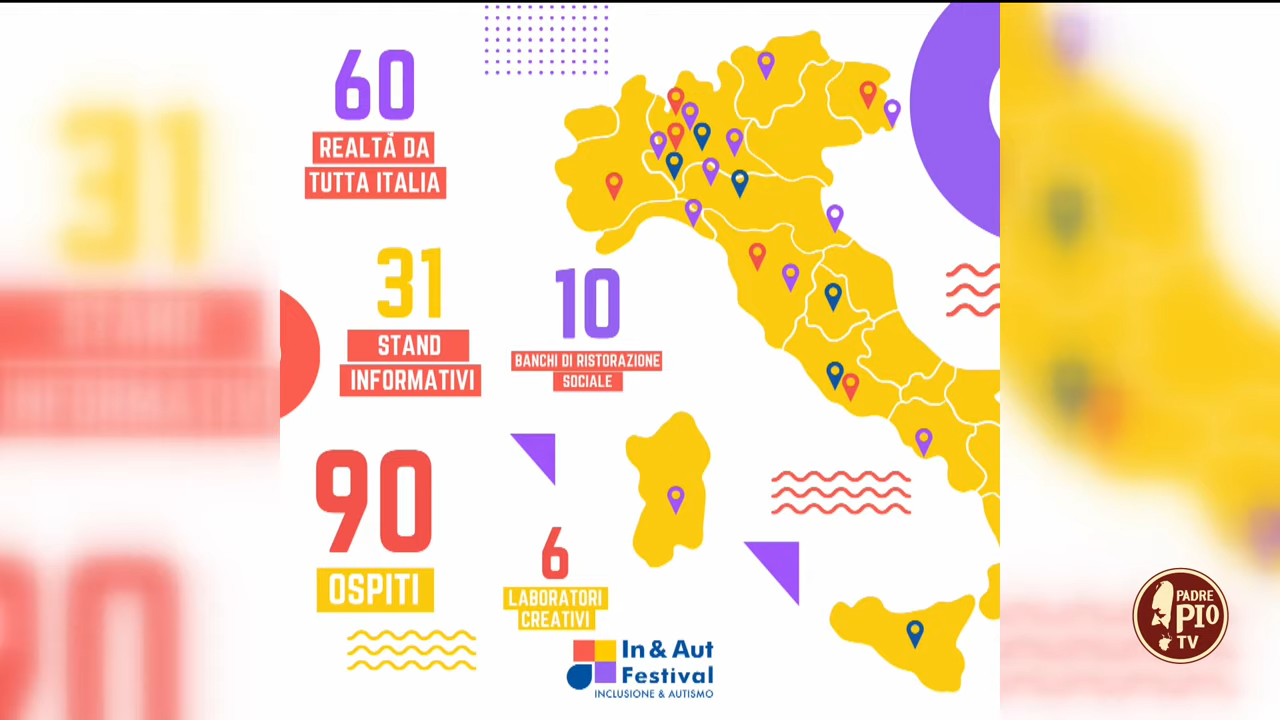 60
REALTÀ DA
TUTTA ITALIA
31
STAND
INFORMATIVI
10
BANCHI DI RISTORAZIONE
SOCIALE
90
OSPITI
6
LABORATORI
CREATIVI
In & Aut
Festival
INCLUSIONE & AUTISMO
PADRE
PIO
TV